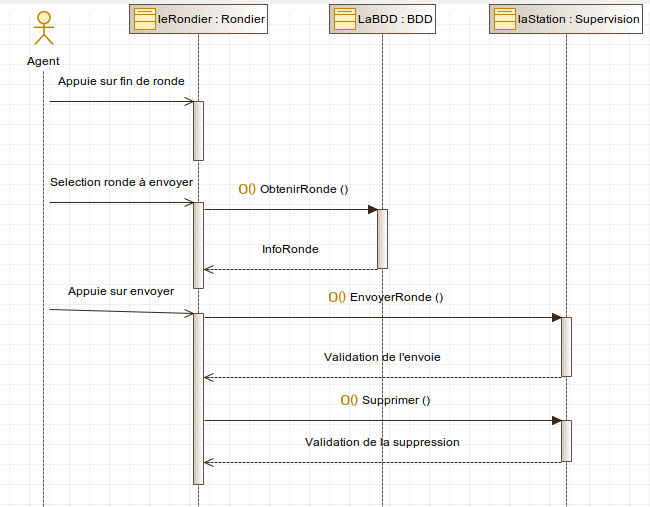 leRondier : Rondier
LaBDD : BDD
laStation : Supervision
Agent
Appuie sur fin de ronde
Selection ronde à envoyer
O() ObtenirRonde ()
InfoRonde
Appuie sur envoyer
O() EnvoyerRonde ()
Validation de l'envoie
O() Supprimer ()
Validation de la suppression